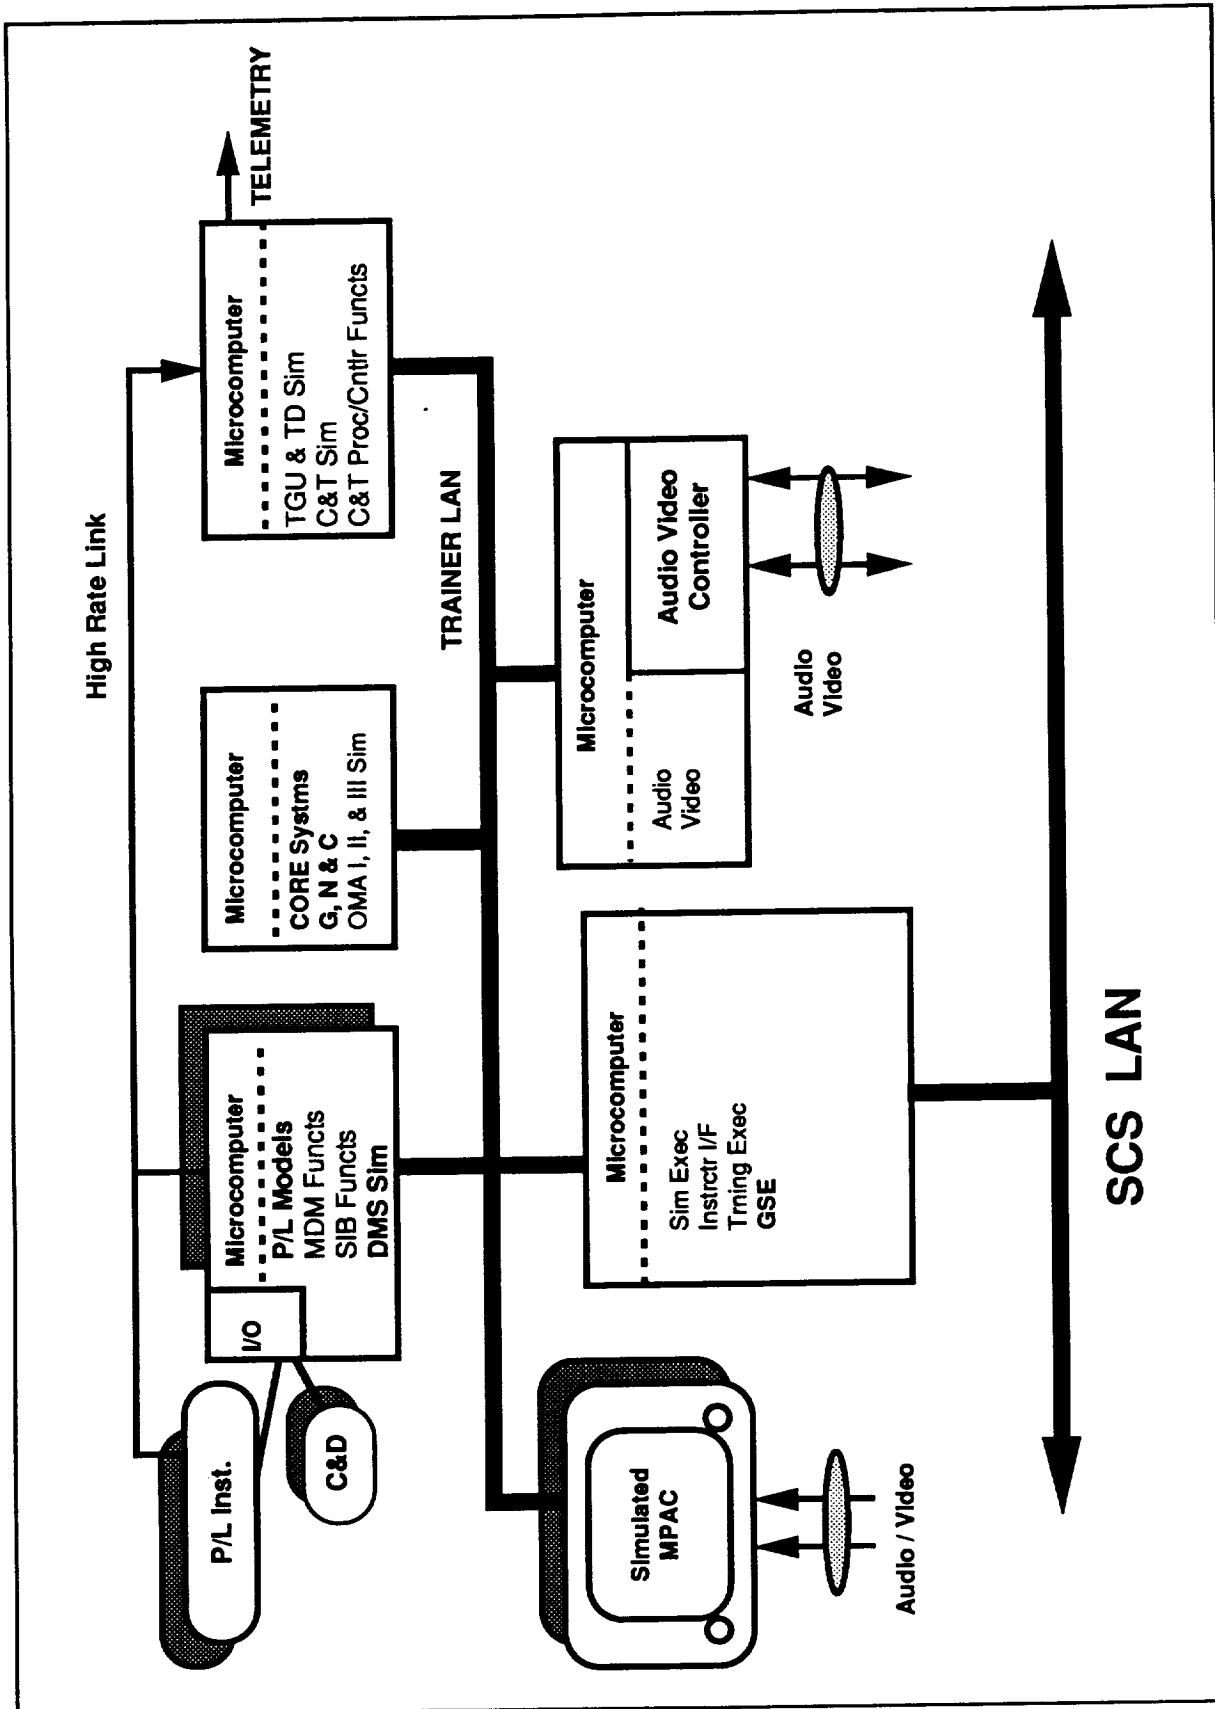 High Rate Link
P/L Inst.
C&D
I/O
Microcomputer
P/L Models
MDM Functs
SIB Functs
DMS Sim
Microcomputer
CORE Systms
G, N & C
OMA I, II, & III Sim
Microcomputer
TGU & TD Sim
C&T Sim
C&T Proc/Cntlr Functs
TELEMETRY
TRAINER LAN
Simulated
MPAC
Audio / Video
Microcomputer
Sim Exec
Instrctr I/F
Trning Exec
GSE
Microcomputer
Audio
Video
Audio Video
Controller
Audio
Video
SCS LAN